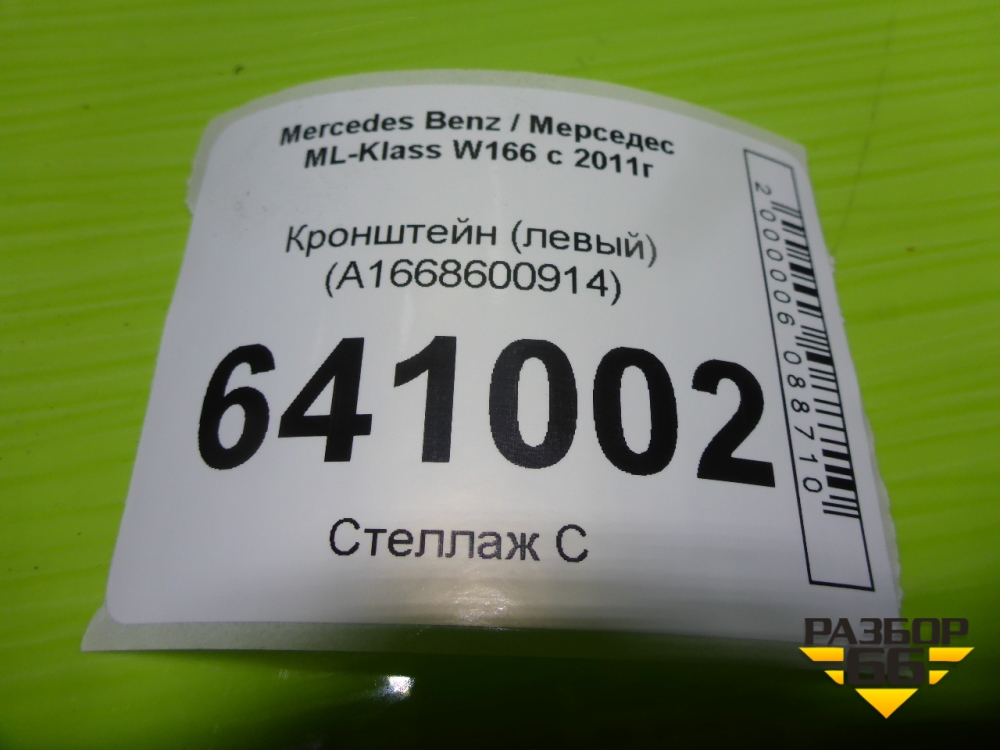 Mercedes Benz / Мерседес
ML-Klass W166 с 2011г
Кронштейн (левый)
(A1668600914)
641002
Стеллаж С
2000006088710
РАЗБОР
66